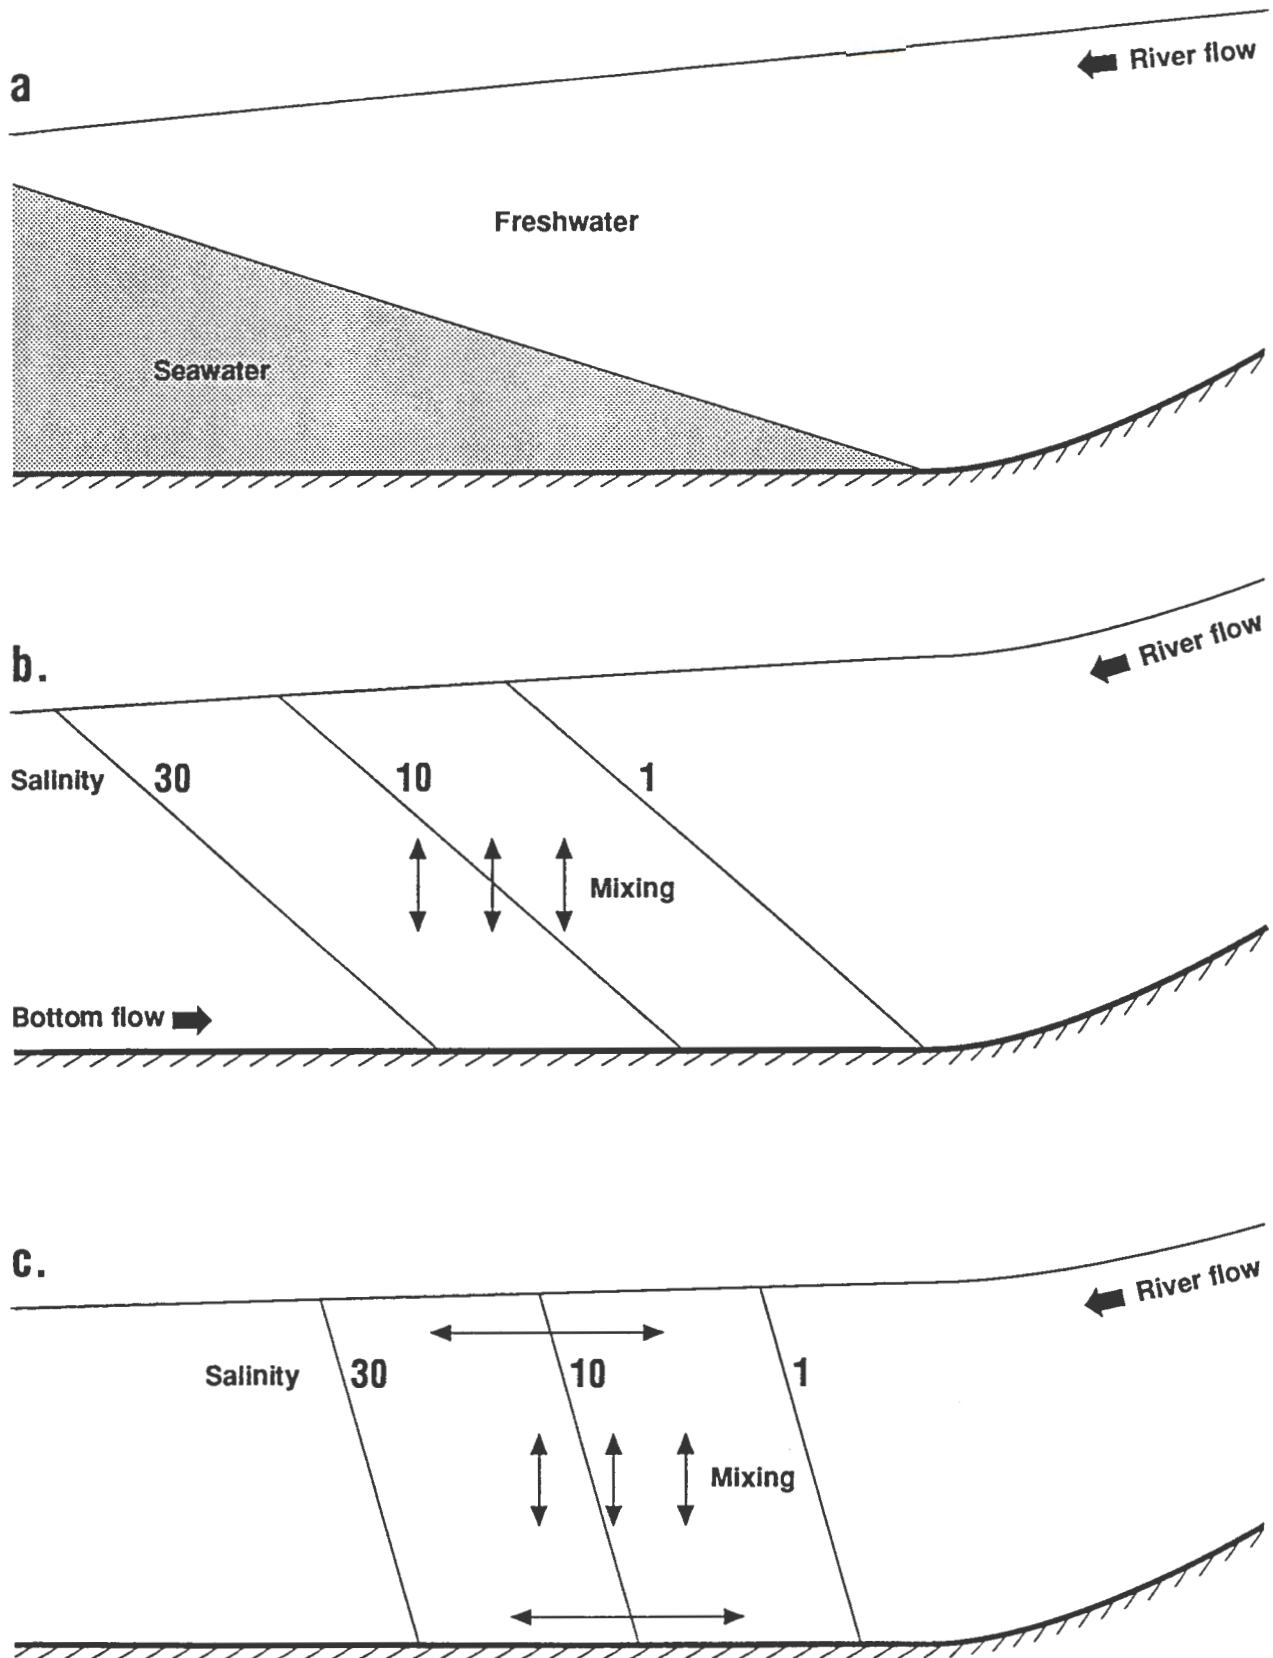 a
River flow
Freshwater
Seawater
b.
River flow
Salinity 30 10 1
Mixing
Bottom flow
c.
River flow
Salinity 30 10 1
Mixing